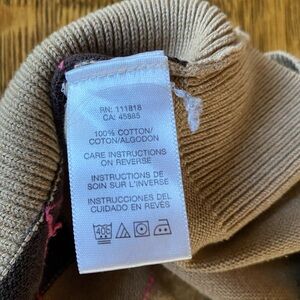 RN: 111818
CA: 45885
100% COTTON/
COTON/ALGODON
CARE INSTRUCTIONS
ON REVERSE
INSTRUCTIONS DE
SOIN SUR L'INVERSE
INSTRUCCIONES DEL
CUIDADO EN REVÉS